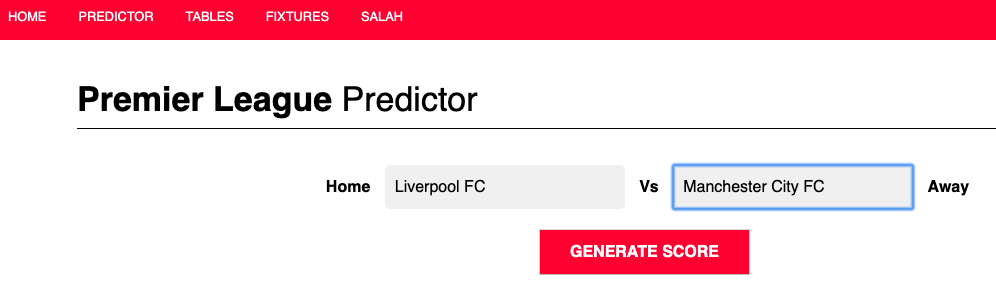 HOME PREDICTOR TABLES FIXTURES SALAH
Premier League Predictor
Home Liverpool FC Vs Manchester City FC Away
GENERATE SCORE